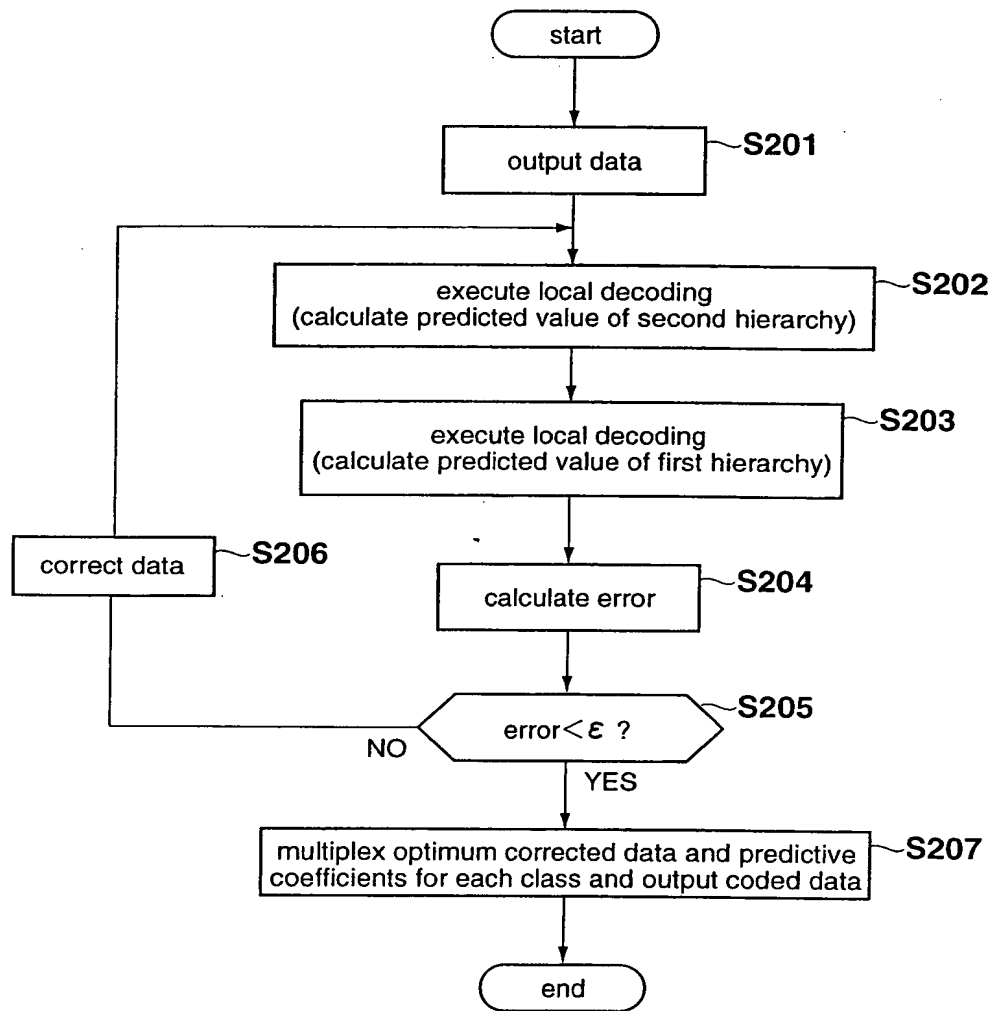 start
output data
S201
execute local decoding
(calculate predicted value of second hierarchy)
S202
execute local decoding
(calculate predicted value of first hierarchy)
S203
correct data
S206
calculate error
S204
error<ε ?
S205
NO
YES
multiplex optimum corrected data and predictive
coefficients for each class and output coded data
S207
end